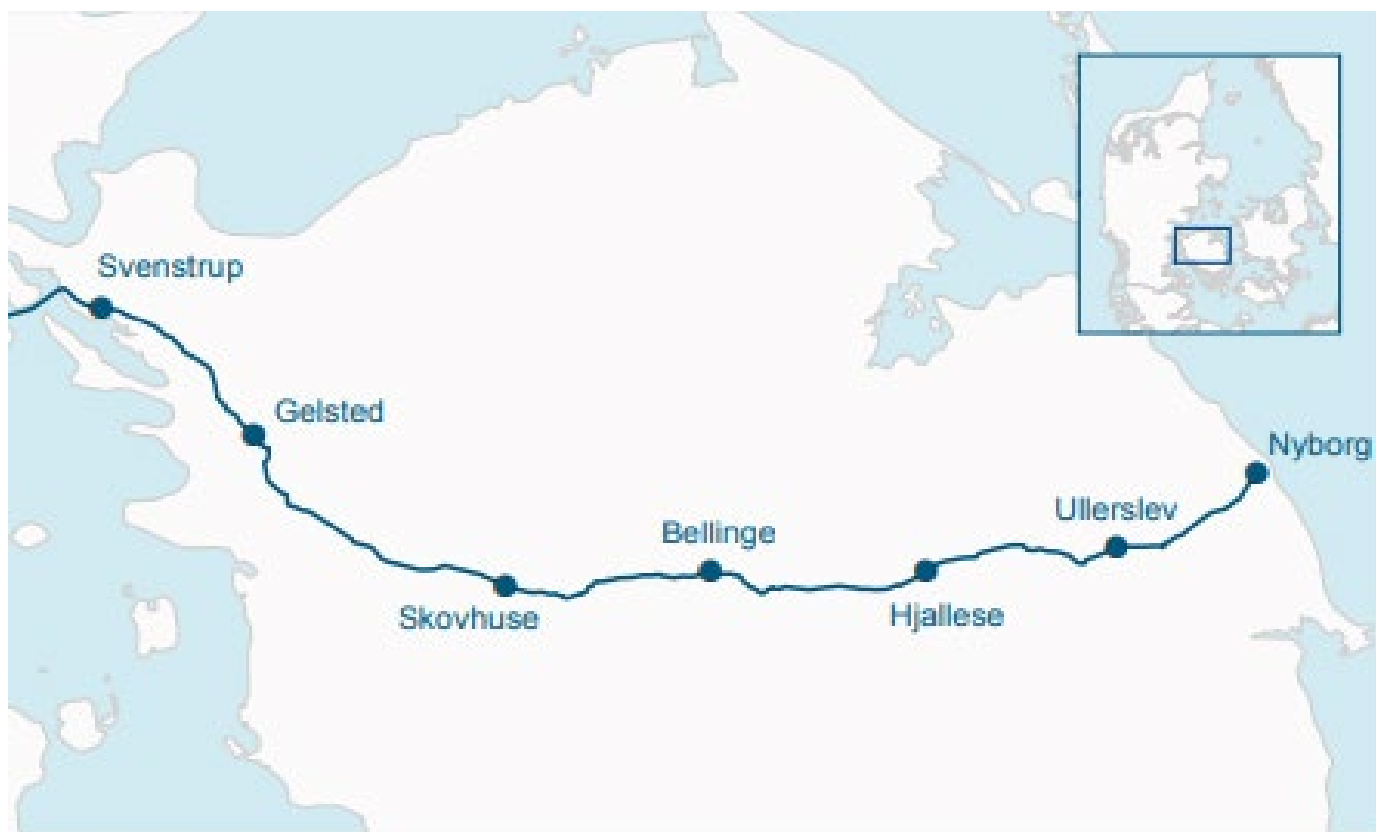 Svenstrup
Gelsted
Nyborg
Ullerslev
Bellinge
Skovhuse
Hjallese